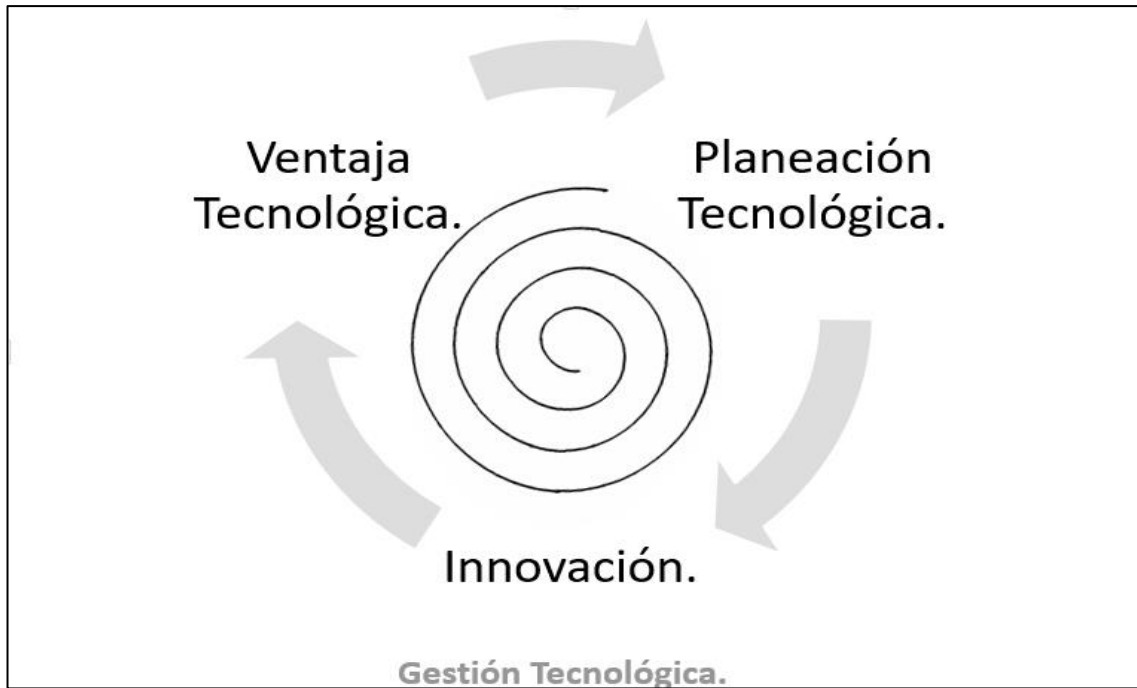 Ventaja
Tecnológica.
Planeación
Tecnológica.
Innovación.
Gestión Tecnológica.